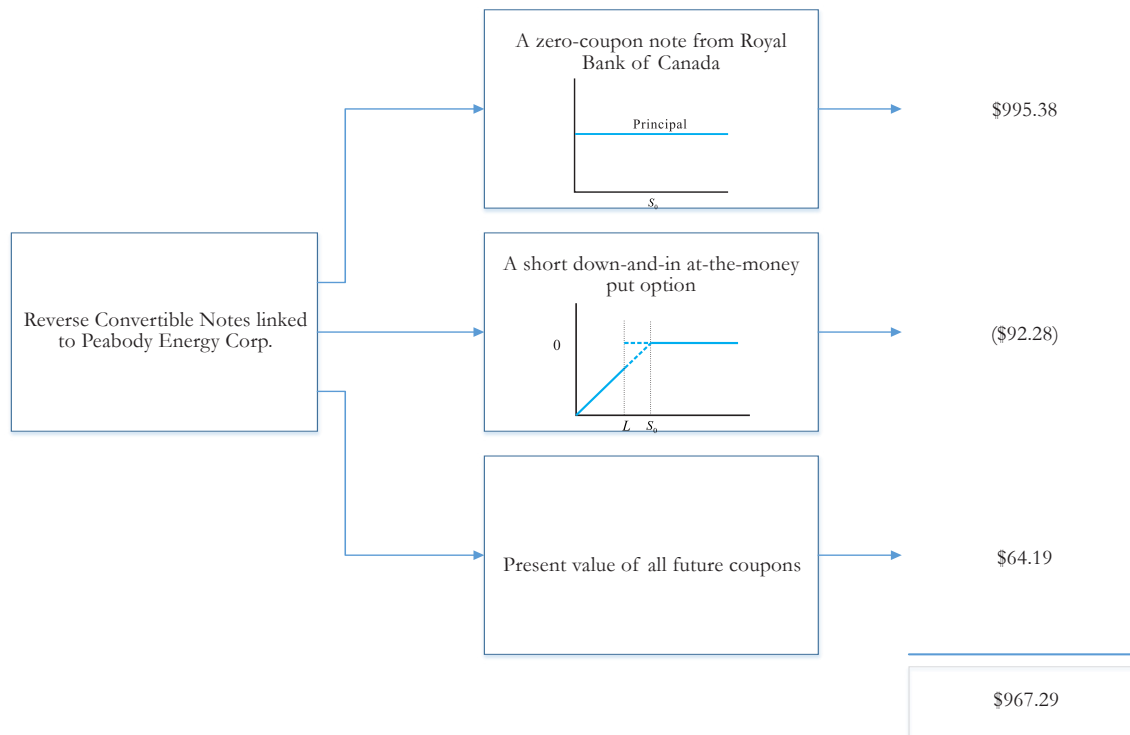 A zero-coupon note from Royal
Bank of Canada
Principal
S₀
$995.38
Reverse Convertible Notes linked
to Peabody Energy Corp.
A short down-and-in at-the-money
put option
0
L S₀
($92.28)
Present value of all future coupons
$64.19
$967.29